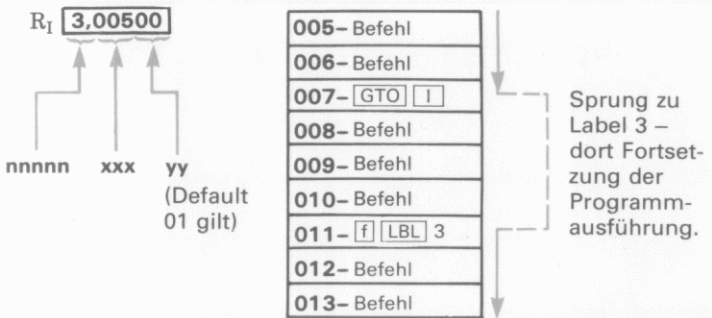 R_I 3,00500
nnnnn xxx yy
(Default
01 gilt)
005– Befehl
006– Befehl
007– GTO I
008– Befehl
009– Befehl
010– Befehl
011– f LBL 3
012– Befehl
013– Befehl
Sprung zu
Label 3 –
dort Fortset-
zung der
Programm-
ausführung.